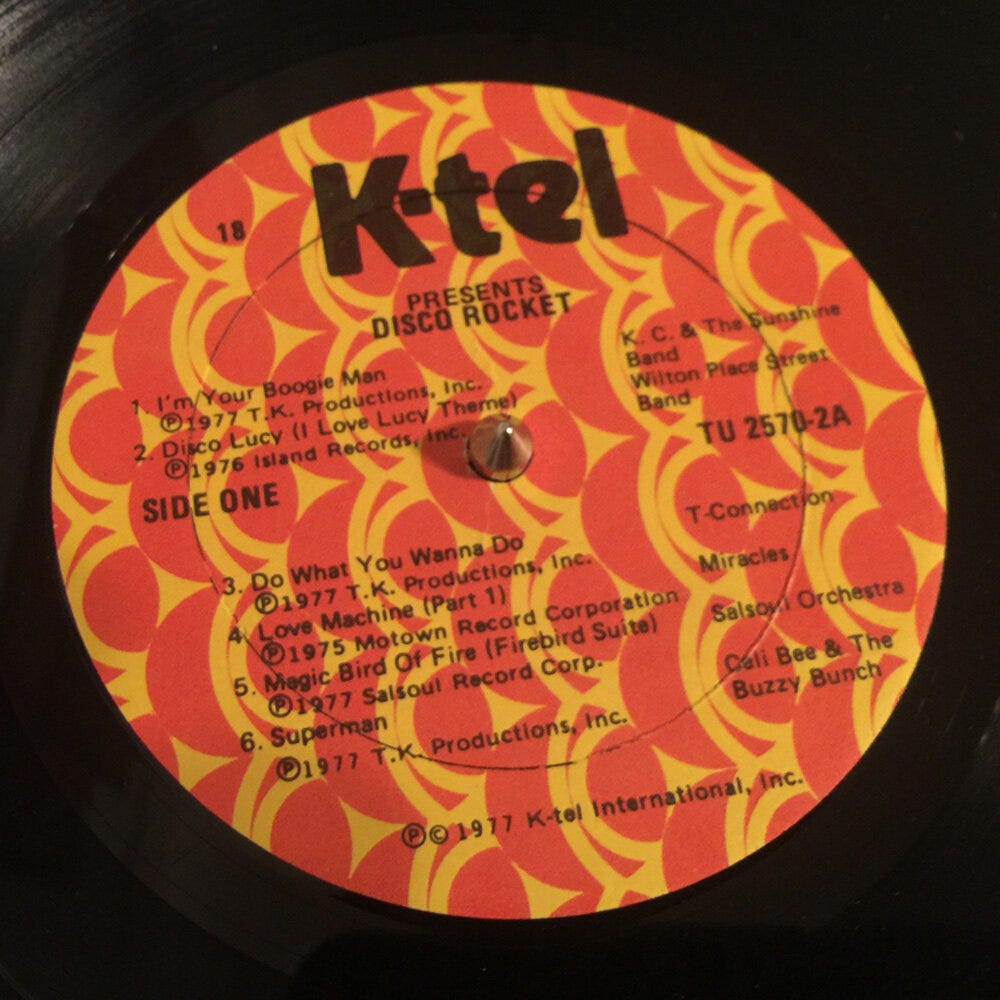 K-tel
18
PRESENTS
DISCO ROCKET
1. I'm Your Boogie Man
℗1977 T.K. Productions, Inc.
K. C. & The Sunshine
Band
2. Disco Lucy (I Love Lucy Theme)
℗1976 Island Records, Inc.
Wilton Place Street
Band
SIDE ONE
TU 2570-2A
3. Do What You Wanna Do
℗1977 T.K. Productions, Inc.
T-Connection
4. Love Machine (Part 1)
℗1975 Motown Record Corporation
Miracles
5. Magic Bird Of Fire (Firebird Suite)
℗1977 Salsoul Record Corp.
Salsoul Orchestra
6. Superman
℗1977 T.K. Productions, Inc.
Celi Bee & The
Buzzy Bunch
℗© 1977 K-tel International, Inc.